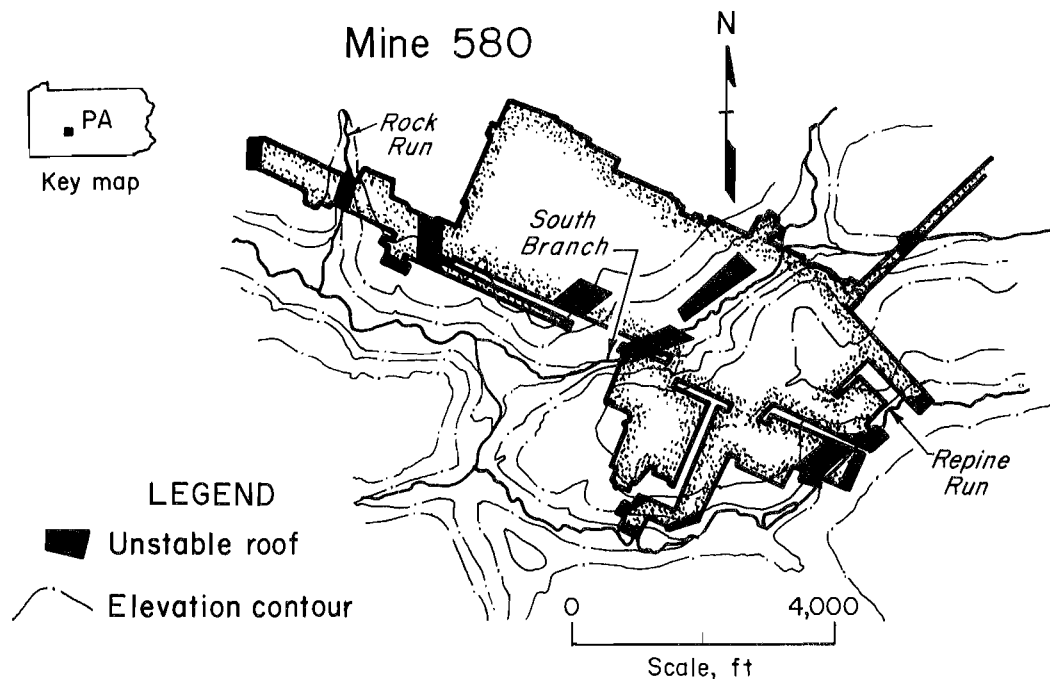 Mine 580
N
PA
Key map
Rock
Run
South
Branch
Repine
Run
LEGEND
Unstable roof
Elevation contour
0 4,000
Scale, ft